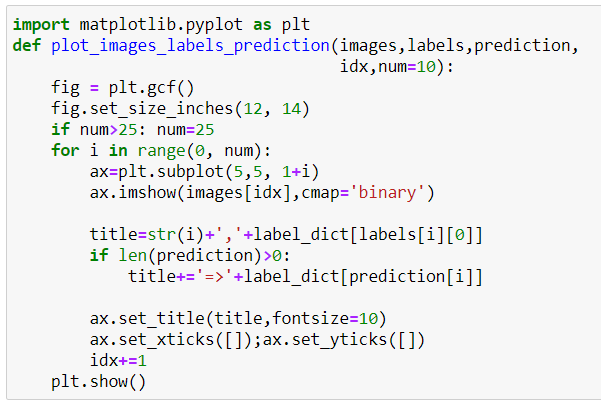 import matplotlib.pyplot as plt
def plot_images_labels_prediction(images,labels,prediction,
                                  idx,num=10):
    fig = plt.gcf()
    fig.set_size_inches(12, 14)
    if num>25: num=25
    for i in range(0, num):
        ax=plt.subplot(5,5, 1+i)
        ax.imshow(images[idx],cmap='binary')

        title=str(i)+','+label_dict[labels[i][0]]
        if len(prediction)>0:
            title+='=>'+label_dict[prediction[i]]

        ax.set_title(title,fontsize=10)
        ax.set_xticks([]);ax.set_yticks([])
        idx+=1
    plt.show()